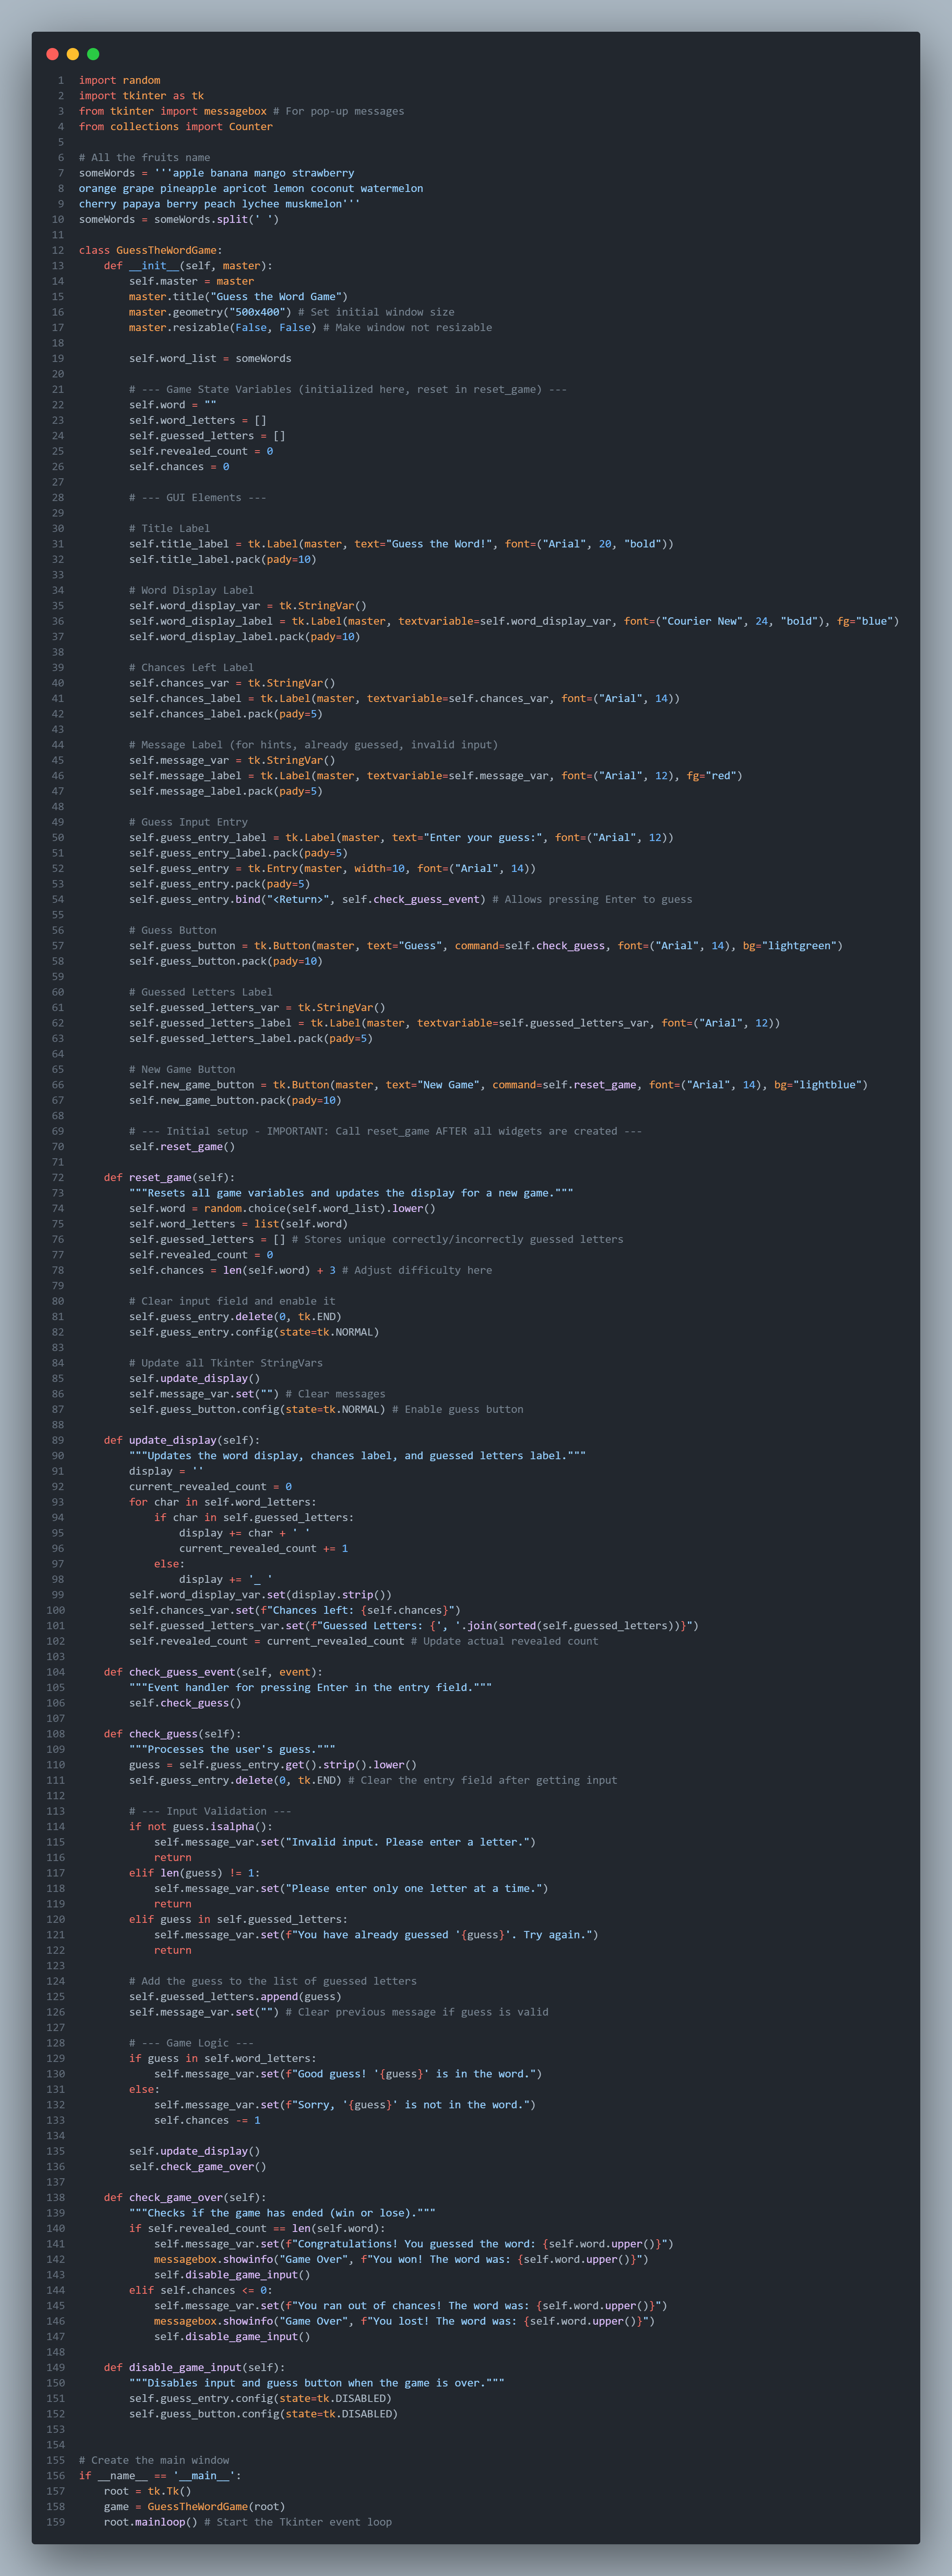 1 import random
2 import tkinter as tk
3 from tkinter import messagebox # For pop-up messages
4 from collections import Counter
5
6 # All the fruits name
7 someWords = '''apple banana mango strawberry
8 orange grape pineapple apricot lemon coconut watermelon
9 cherry papaya berry peach lychee muskmelon'''
10 someWords = someWords.split(' ')
11
12 class GuessTheWordGame:
13     def __init__(self, master):
14         self.master = master
15         master.title("Guess the Word Game")
16         master.geometry("500x400") # Set initial window size
17         master.resizable(False, False) # Make window not resizable
18
19         self.word_list = someWords
20
21         # --- Game State Variables (initialized here, reset in reset_game) ---
22         self.word = ""
23         self.word_letters = []
24         self.guessed_letters = []
25         self.revealed_count = 0
26         self.chances = 0
27
28         # --- GUI Elements ---
29
30         # Title Label
31         self.title_label = tk.Label(master, text="Guess the Word!", font=("Arial", 20, "bold"))
32         self.title_label.pack(pady=10)
33
34         # Word Display Label
35         self.word_display_var = tk.StringVar()
36         self.word_display_label = tk.Label(master, textvariable=self.word_display_var, font=("Courier New", 24, "bold"), fg="blue")
37         self.word_display_label.pack(pady=10)
38
39         # Chances Left Label
40         self.chances_var = tk.StringVar()
41         self.chances_label = tk.Label(master, textvariable=self.chances_var, font=("Arial", 14))
42         self.chances_label.pack(pady=5)
43
44         # Message Label (for hints, already guessed, invalid input)
45         self.message_var = tk.StringVar()
46         self.message_label = tk.Label(master, textvariable=self.message_var, font=("Arial", 12), fg="red")
47         self.message_label.pack(pady=5)
48
49         # Guess Input Entry
50         self.guess_entry_label = tk.Label(master, text="Enter your guess:", font=("Arial", 12))
51         self.guess_entry_label.pack(pady=5)
52         self.guess_entry = tk.Entry(master, width=10, font=("Arial", 14))
53         self.guess_entry.pack(pady=5)
54         self.guess_entry.bind("<Return>", self.check_guess_event) # Allows pressing Enter to guess
55
56         # Guess Button
57         self.guess_button = tk.Button(master, text="Guess", command=self.check_guess, font=("Arial", 14), bg="lightgreen")
58         self.guess_button.pack(pady=10)
59
60         # Guessed Letters Label
61         self.guessed_letters_var = tk.StringVar()
62         self.guessed_letters_label = tk.Label(master, textvariable=self.guessed_letters_var, font=("Arial", 12))
63         self.guessed_letters_label.pack(pady=5)
64
65         # New Game Button
66         self.new_game_button = tk.Button(master, text="New Game", command=self.reset_game, font=("Arial", 14), bg="lightblue")
67         self.new_game_button.pack(pady=10)
68
69         # --- Initial setup - IMPORTANT: Call reset_game AFTER all widgets are created ---
70         self.reset_game()
71
72     def reset_game(self):
73         """Resets all game variables and updates the display for a new game."""
74         self.word = random.choice(self.word_list).lower()
75         self.word_letters = list(self.word)
76         self.guessed_letters = [] # Stores unique correctly/incorrectly guessed letters
77         self.revealed_count = 0
78         self.chances = len(self.word) + 3 # Adjust difficulty here
79
80         # Clear input field and enable it
81         self.guess_entry.delete(0, tk.END)
82         self.guess_entry.config(state=tk.NORMAL)
83
84         # Update all Tkinter StringVars
85         self.update_display()
86         self.message_var.set("") # Clear messages
87         self.guess_button.config(state=tk.NORMAL) # Enable guess button
88
89     def update_display(self):
90         """Updates the word display, chances label, and guessed letters label."""
91         display = ''
92         current_revealed_count = 0
93         for char in self.word_letters:
94             if char in self.guessed_letters:
95                 display += char + ' '
96                 current_revealed_count += 1
97             else:
98                 display += '_ '
99         self.word_display_var.set(display.strip())
100         self.chances_var.set(f"Chances left: {self.chances}")
101         self.guessed_letters_var.set(f"Guessed Letters: {', '.join(sorted(self.guessed_letters))}")
102         self.revealed_count = current_revealed_count # Update actual revealed count
103
104     def check_guess_event(self, event):
105         """Event handler for pressing Enter in the entry field."""
106         self.check_guess()
107
108     def check_guess(self):
109         """Processes the user's guess."""
110         guess = self.guess_entry.get().strip().lower()
111         self.guess_entry.delete(0, tk.END) # Clear the entry field after getting input
112
113         # --- Input Validation ---
114         if not guess.isalpha():
115             self.message_var.set("Invalid input. Please enter a letter.")
116             return
117         elif len(guess) != 1:
118             self.message_var.set("Please enter only one letter at a time.")
119             return
120         elif guess in self.guessed_letters:
121             self.message_var.set(f"You have already guessed '{guess}'. Try again.")
122             return
123
124         # Add the guess to the list of guessed letters
125         self.guessed_letters.append(guess)
126         self.message_var.set("") # Clear previous message if guess is valid
127
128         # --- Game Logic ---
129         if guess in self.word_letters:
130             self.message_var.set(f"Good guess! '{guess}' is in the word.")
131         else:
132             self.message_var.set(f"Sorry, '{guess}' is not in the word.")
133             self.chances -= 1
134
135         self.update_display()
136         self.check_game_over()
137
138     def check_game_over(self):
139         """Checks if the game has ended (win or lose)."""
140         if self.revealed_count == len(self.word):
141             self.message_var.set(f"Congratulations! You guessed the word: {self.word.upper()}")
142             messagebox.showinfo("Game Over", f"You won! The word was: {self.word.upper()}")
143             self.disable_game_input()
144         elif self.chances <= 0:
145             self.message_var.set(f"You ran out of chances! The word was: {self.word.upper()}")
146             messagebox.showinfo("Game Over", f"You lost! The word was: {self.word.upper()}")
147             self.disable_game_input()
148
149     def disable_game_input(self):
150         """Disables input and guess button when the game is over."""
151         self.guess_entry.config(state=tk.DISABLED)
152         self.guess_button.config(state=tk.DISABLED)
153
154
155 # Create the main window
156 if __name__ == '__main__':
157     root = tk.Tk()
158     game = GuessTheWordGame(root)
159     root.mainloop() # Start the Tkinter event loop